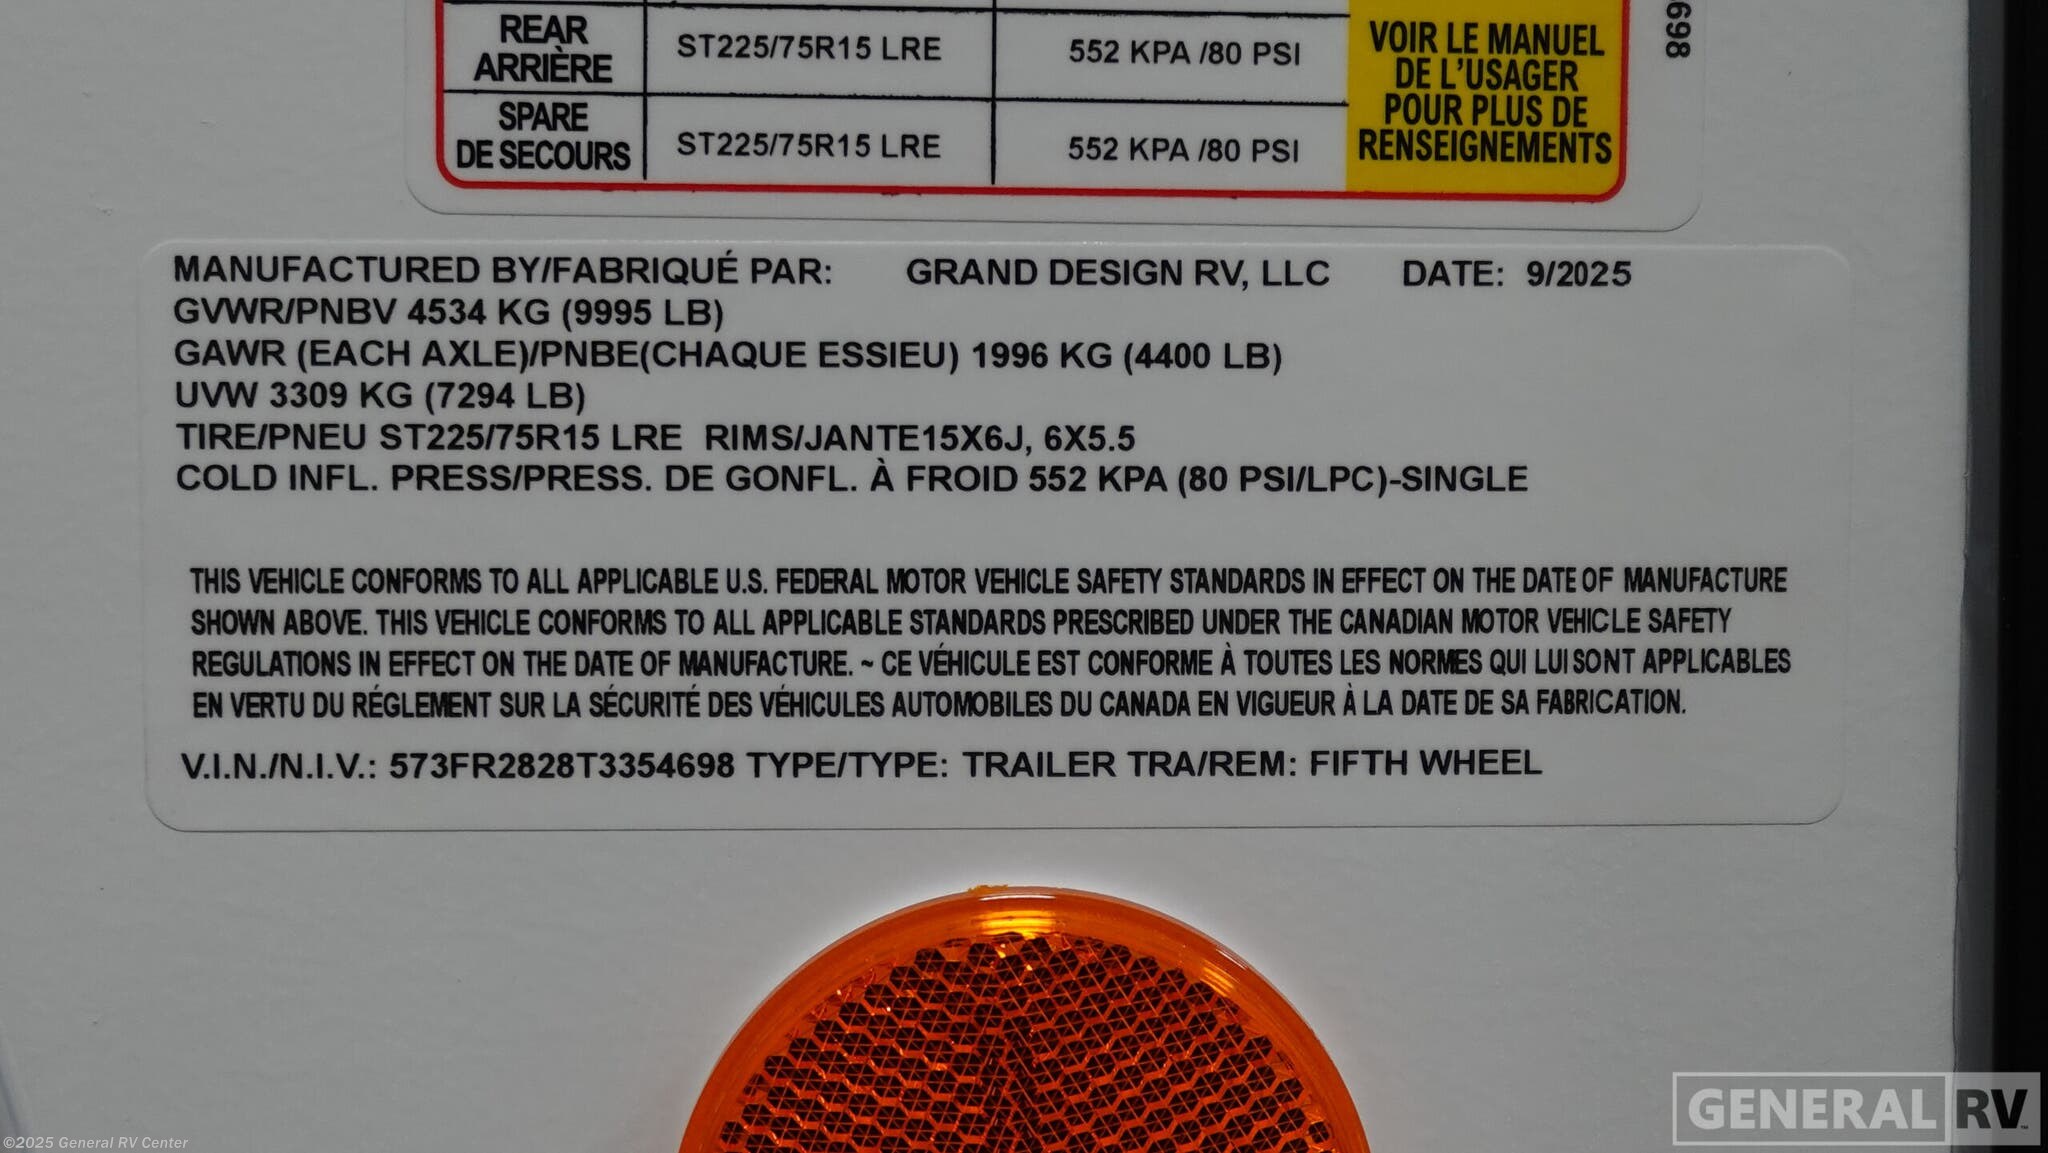 REAR
ARRIÈRE
ST225/75R15 LRE
552 KPA /80 PSI
SPARE
DE SECOURS
ST225/75R15 LRE
552 KPA /80 PSI
VOIR LE MANUEL
DE L'USAGER
POUR PLUS DE
RENSEIGNEMENTS
698
MANUFACTURED BY/FABRIQUÉ PAR: GRAND DESIGN RV, LLC DATE: 9/2025
GVWR/PNBV 4534 KG (9995 LB)
GAWR (EACH AXLE)/PNBE(CHAQUE ESSIEU) 1996 KG (4400 LB)
UVW 3309 KG (7294 LB)
TIRE/PNEU ST225/75R15 LRE RIMS/JANTE15X6J, 6X5.5
COLD INFL. PRESS/PRESS. DE GONFL. À FROID 552 KPA (80 PSI/LPC)-SINGLE
THIS VEHICLE CONFORMS TO ALL APPLICABLE U.S. FEDERAL MOTOR VEHICLE SAFETY STANDARDS IN EFFECT ON THE DATE OF MANUFACTURE
SHOWN ABOVE. THIS VEHICLE CONFORMS TO ALL APPLICABLE STANDARDS PRESCRIBED UNDER THE CANADIAN MOTOR VEHICLE SAFETY
REGULATIONS IN EFFECT ON THE DATE OF MANUFACTURE. ~ CE VÉHICULE EST CONFORME À TOUTES LES NORMES QUI LUI SONT APPLICABLES
EN VERTU DU RÉGLEMENT SUR LA SÉCURITÉ DES VÉHICULES AUTOMOBILES DU CANADA EN VIGUEUR À LA DATE DE SA FABRICATION.
V.I.N./N.I.V.: 573FR2828T3354698 TYPE/TYPE: TRAILER TRA/REM: FIFTH WHEEL
GENERAL RV
©2025 General RV Center